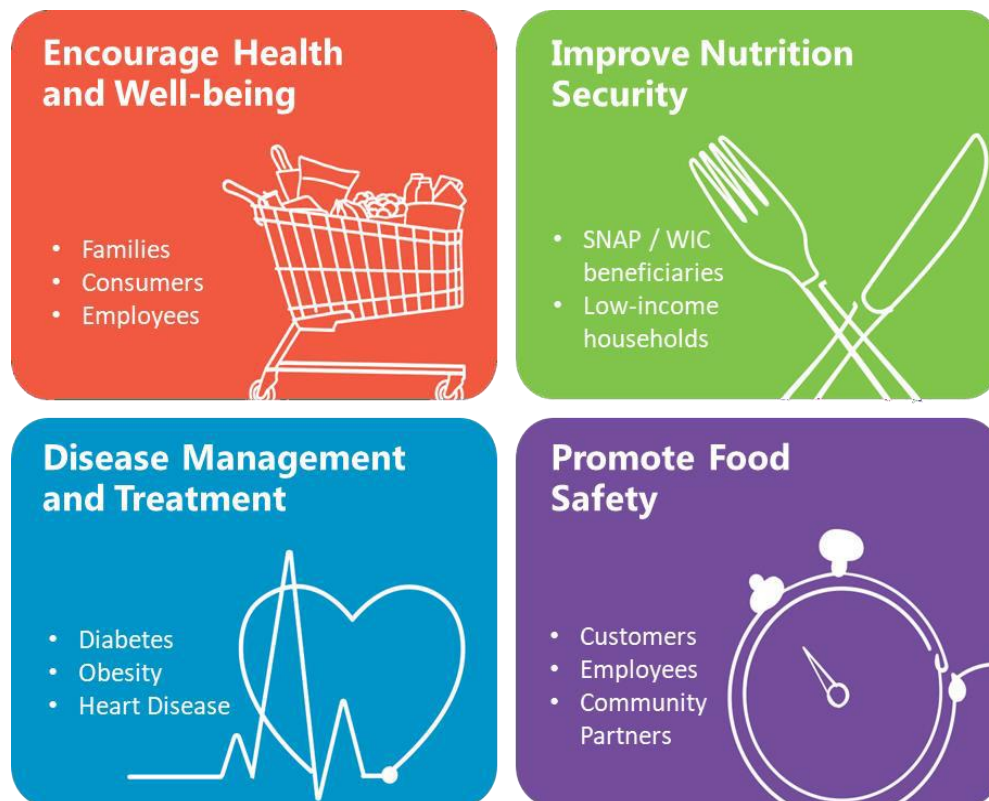 Encourage Health
and Well-being
• Families
• Consumers
• Employees
Improve Nutrition
Security
• SNAP / WIC
beneficiaries
• Low-income
households
Disease Management
and Treatment
• Diabetes
• Obesity
• Heart Disease
Promote Food
Safety
• Customers
• Employees
• Community
Partners